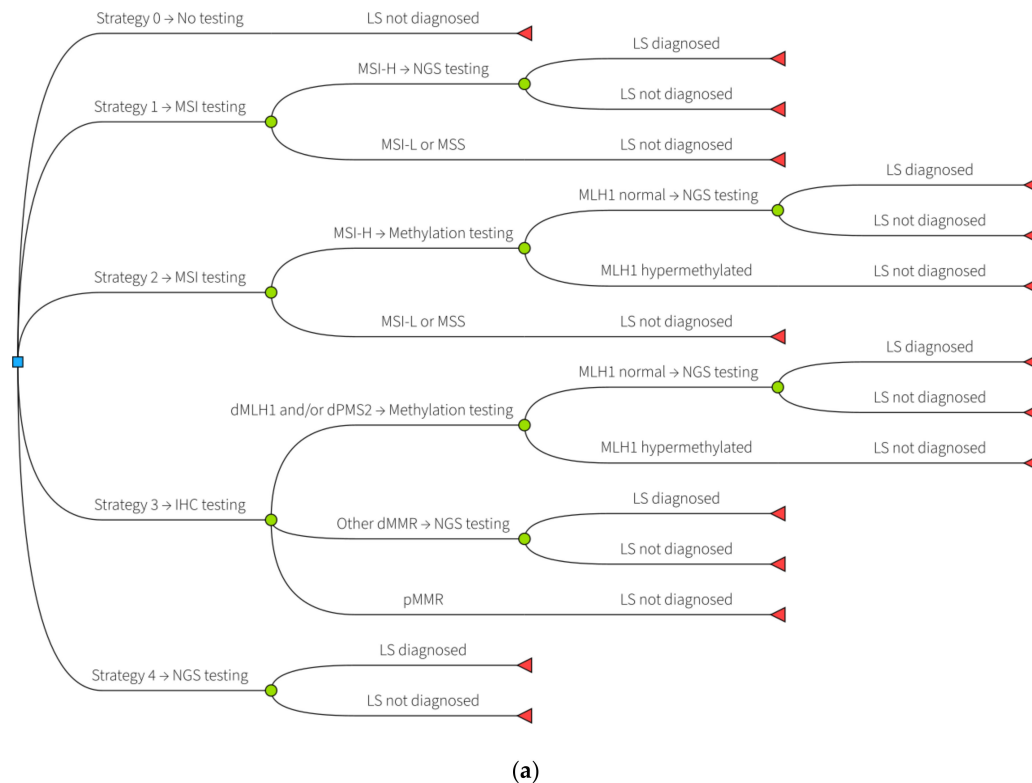 Strategy 0 → No testing
LS not diagnosed
Strategy 1 → MSI testing
MSI-H → NGS testing
LS diagnosed
LS not diagnosed
MSI-L or MSS
LS not diagnosed
Strategy 2 → MSI testing
MSI-H → Methylation testing
MLH1 normal → NGS testing
LS diagnosed
LS not diagnosed
MLH1 hypermethylated
LS not diagnosed
MSI-L or MSS
LS not diagnosed
Strategy 3 → IHC testing
dMLH1 and/or dPMS2 → Methylation testing
MLH1 normal → NGS testing
LS diagnosed
LS not diagnosed
MLH1 hypermethylated
LS not diagnosed
Other dMMR → NGS testing
LS diagnosed
LS not diagnosed
pMMR
LS not diagnosed
Strategy 4 → NGS testing
LS diagnosed
LS not diagnosed
(a)